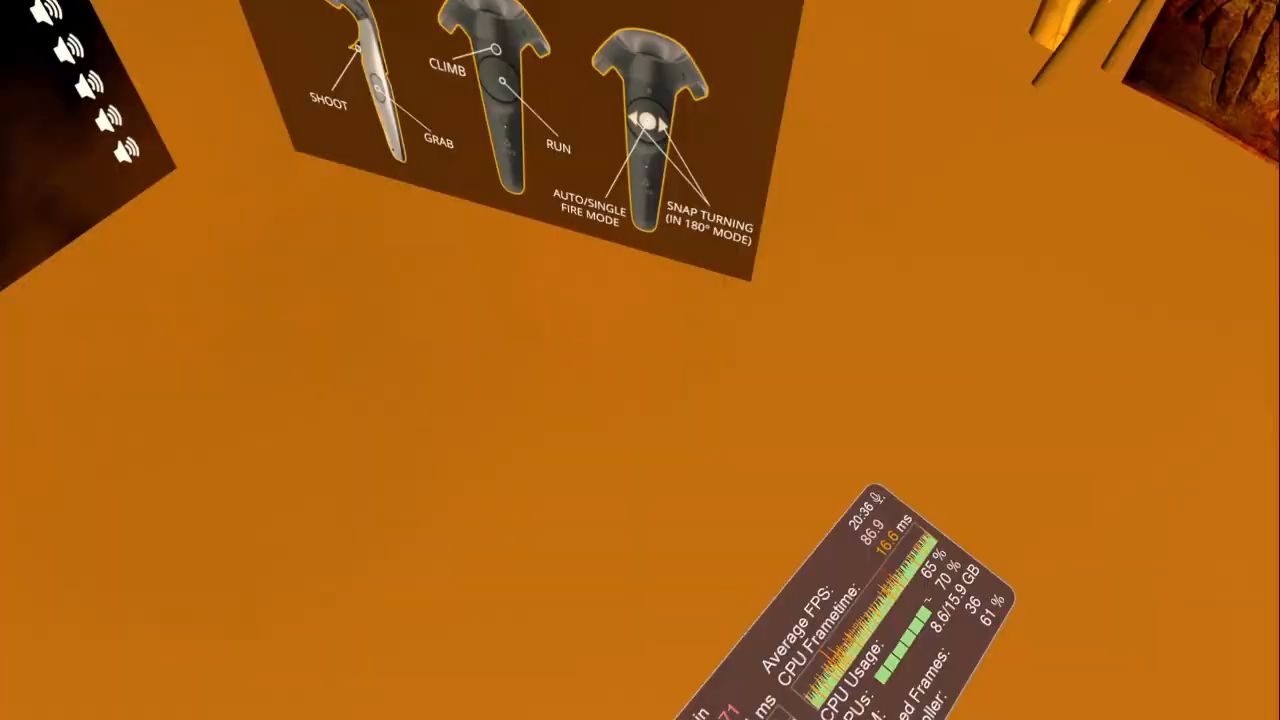 SHOOT
GRAB
CLIMB
RUN
AUTO/SINGLE
FIRE MODE
SNAP TURNING
(IN 180° MODE)
20:36
Average FPS: 86.9
CPU Frametime: 16.6 ms
71
ms
CPU Usage: 65 %
70 %
8.6/15.9 GB
36
61 %